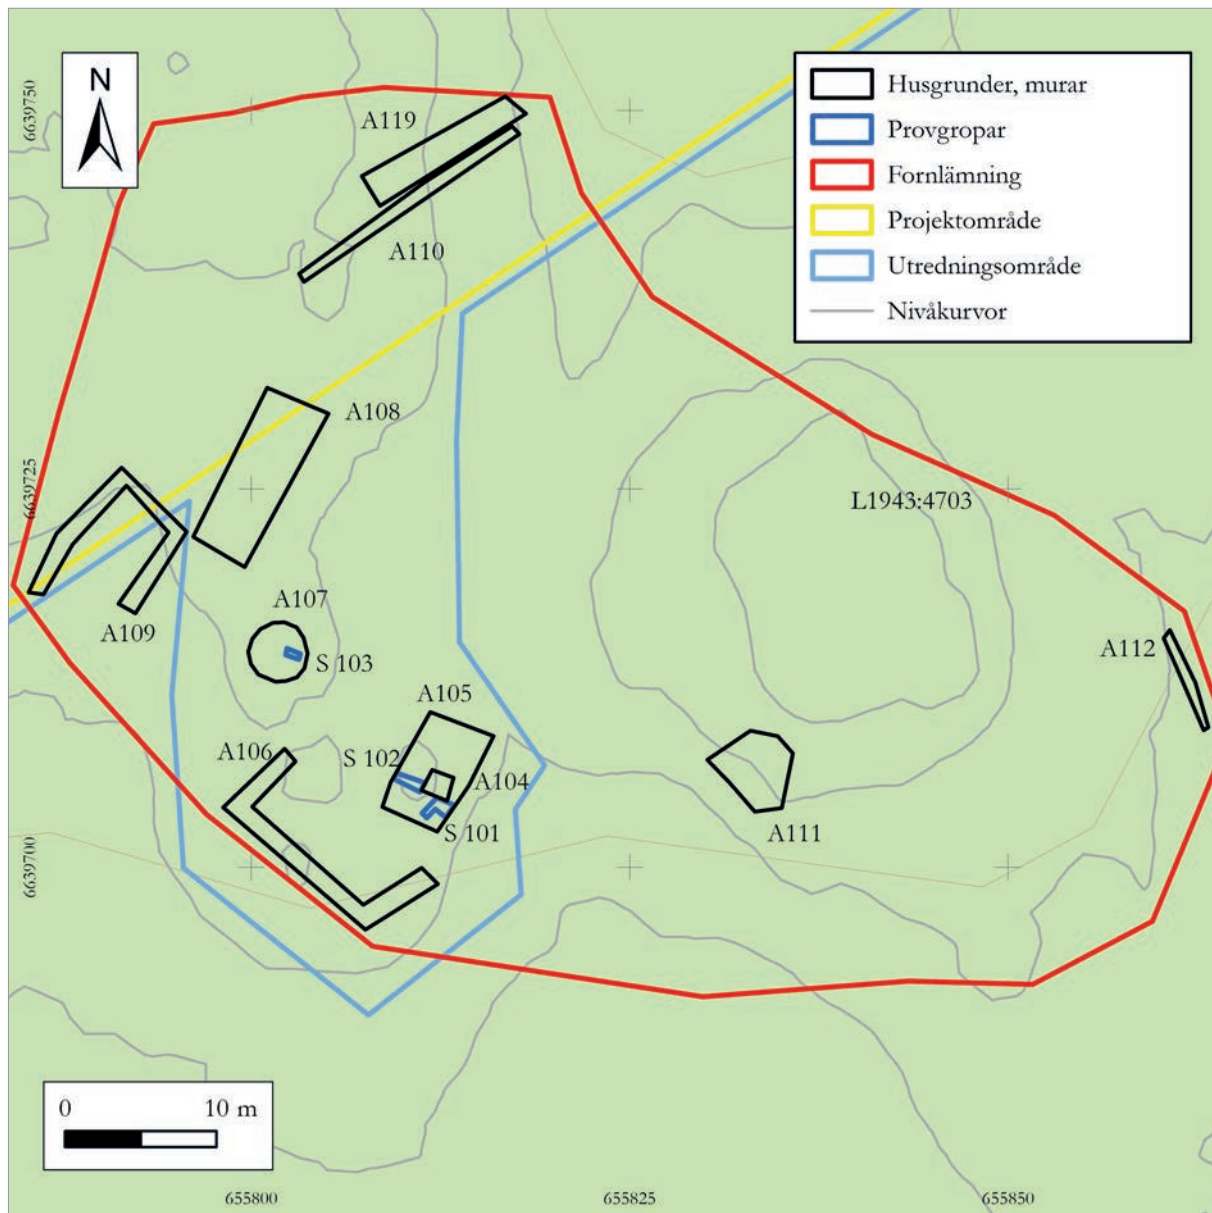 N
6639750
A119
A110
Husgrunder, murar
Provgropar
Fornlämning
Projektområde
Utredningsområde
Nivåkurvor
A108
6639725
L1943:4703
A107
A109
S 103
A112
A105
A106
S 102
A104
S 101
A111
6639700
0 10 m
655800 655825 655850